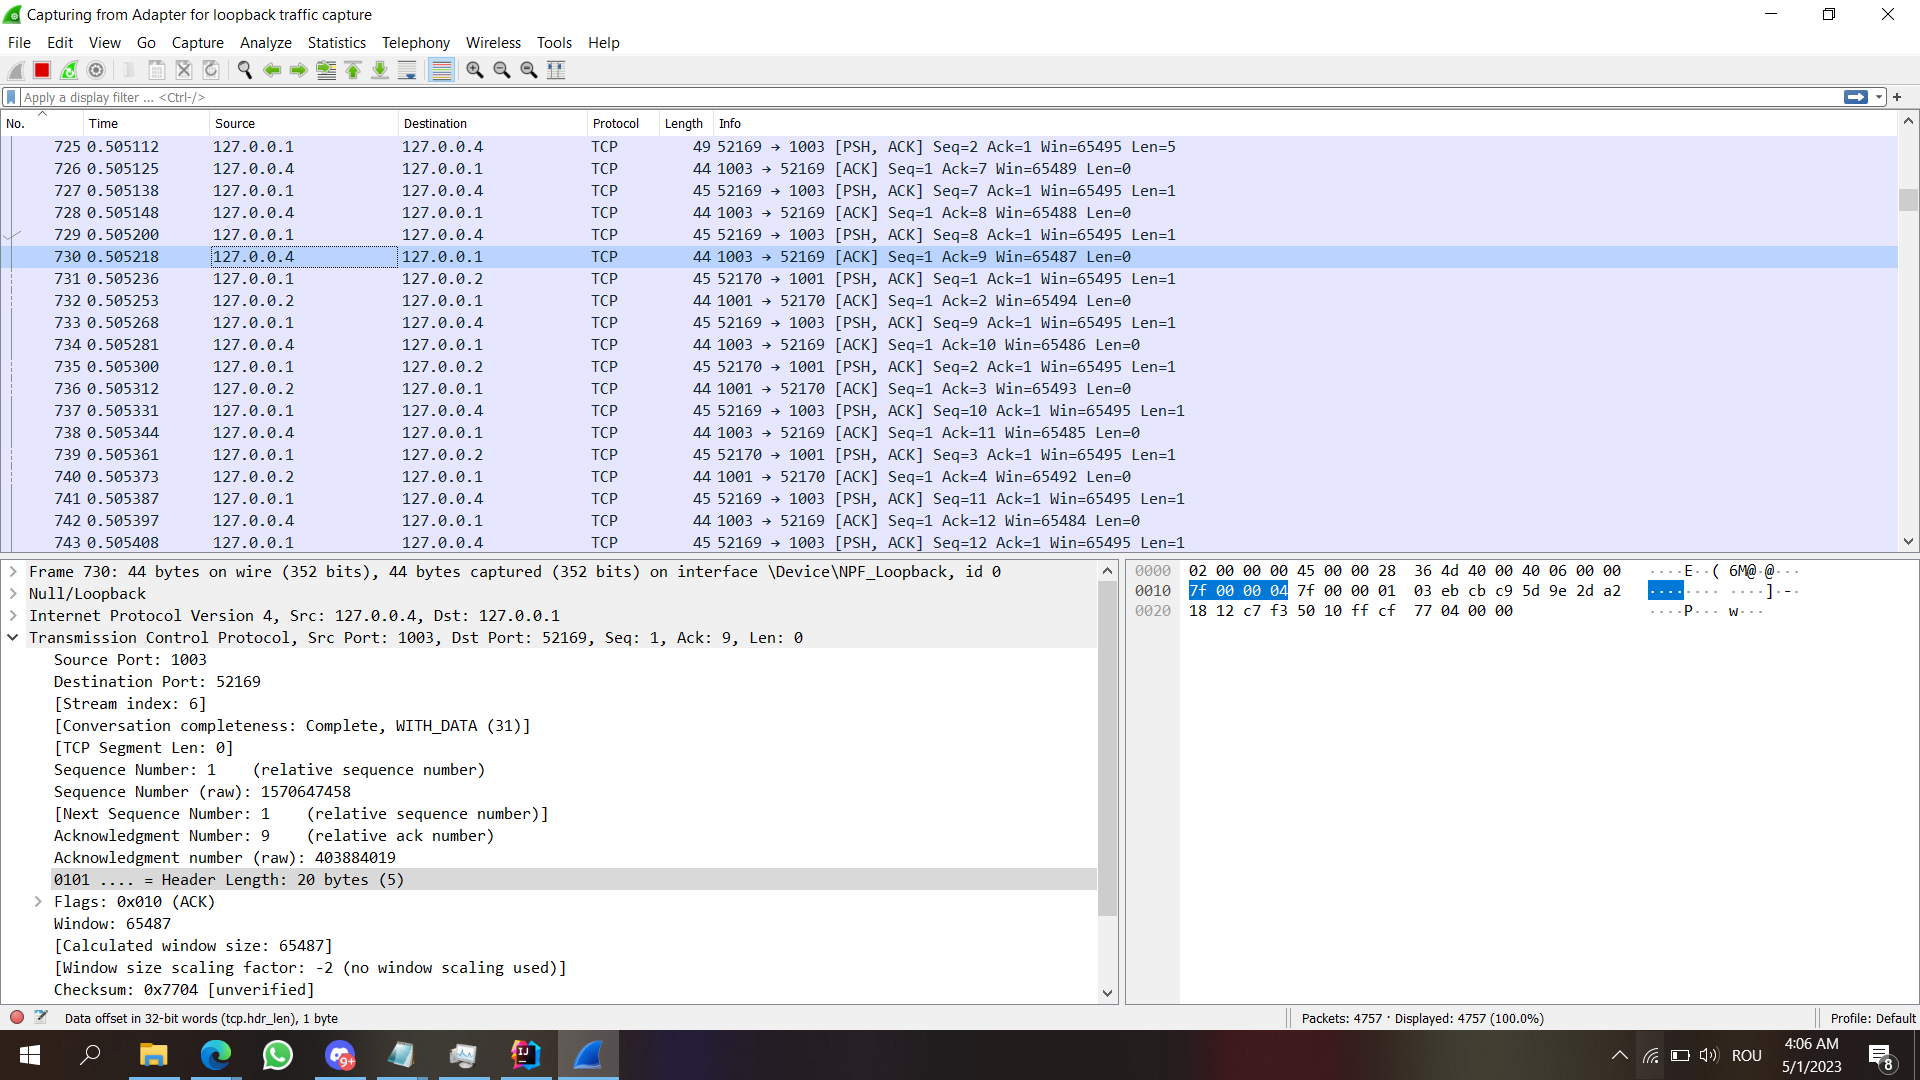 Capturing from Adapter for loopback traffic capture
File Edit View Go Capture Analyze Statistics Telephony Wireless Tools Help
Apply a display filter ... <Ctrl-/>
No. Time Source Destination Protocol Length Info
725 0.505112 127.0.0.1 127.0.0.4 TCP 49 52169 → 1003 [PSH, ACK] Seq=2 Ack=1 Win=65495 Len=5
726 0.505125 127.0.0.4 127.0.0.1 TCP 44 1003 → 52169 [ACK] Seq=1 Ack=7 Win=65489 Len=0
727 0.505138 127.0.0.1 127.0.0.4 TCP 45 52169 → 1003 [PSH, ACK] Seq=7 Ack=1 Win=65495 Len=1
728 0.505148 127.0.0.4 127.0.0.1 TCP 44 1003 → 52169 [ACK] Seq=1 Ack=8 Win=65488 Len=0
729 0.505200 127.0.0.1 127.0.0.4 TCP 45 52169 → 1003 [PSH, ACK] Seq=8 Ack=1 Win=65495 Len=1
730 0.505218 127.0.0.4 127.0.0.1 TCP 44 1003 → 52169 [ACK] Seq=1 Ack=9 Win=65487 Len=0
731 0.505236 127.0.0.1 127.0.0.2 TCP 45 52170 → 1001 [PSH, ACK] Seq=1 Ack=1 Win=65495 Len=1
732 0.505253 127.0.0.2 127.0.0.1 TCP 44 1001 → 52170 [ACK] Seq=1 Ack=2 Win=65494 Len=0
733 0.505268 127.0.0.1 127.0.0.4 TCP 45 52169 → 1003 [PSH, ACK] Seq=9 Ack=1 Win=65495 Len=1
734 0.505281 127.0.0.4 127.0.0.1 TCP 44 1003 → 52169 [ACK] Seq=1 Ack=10 Win=65486 Len=0
735 0.505300 127.0.0.1 127.0.0.2 TCP 45 52170 → 1001 [PSH, ACK] Seq=2 Ack=1 Win=65495 Len=1
736 0.505312 127.0.0.2 127.0.0.1 TCP 44 1001 → 52170 [ACK] Seq=1 Ack=3 Win=65493 Len=0
737 0.505331 127.0.0.1 127.0.0.4 TCP 45 52169 → 1003 [PSH, ACK] Seq=10 Ack=1 Win=65495 Len=1
738 0.505344 127.0.0.4 127.0.0.1 TCP 44 1003 → 52169 [ACK] Seq=1 Ack=11 Win=65485 Len=0
739 0.505361 127.0.0.1 127.0.0.2 TCP 45 52170 → 1001 [PSH, ACK] Seq=3 Ack=1 Win=65495 Len=1
740 0.505373 127.0.0.2 127.0.0.1 TCP 44 1001 → 52170 [ACK] Seq=1 Ack=4 Win=65492 Len=0
741 0.505387 127.0.0.1 127.0.0.4 TCP 45 52169 → 1003 [PSH, ACK] Seq=11 Ack=1 Win=65495 Len=1
742 0.505397 127.0.0.4 127.0.0.1 TCP 44 1003 → 52169 [ACK] Seq=1 Ack=12 Win=65484 Len=0
743 0.505408 127.0.0.1 127.0.0.4 TCP 45 52169 → 1003 [PSH, ACK] Seq=12 Ack=1 Win=65495 Len=1
Frame 730: 44 bytes on wire (352 bits), 44 bytes captured (352 bits) on interface \Device\NPF_Loopback, id 0
Null/Loopback
Internet Protocol Version 4, Src: 127.0.0.4, Dst: 127.0.0.1
Transmission Control Protocol, Src Port: 1003, Dst Port: 52169, Seq: 1, Ack: 9, Len: 0
Source Port: 1003
Destination Port: 52169
[Stream index: 6]
[Conversation completeness: Complete, WITH_DATA (31)]
[TCP Segment Len: 0]
Sequence Number: 1    (relative sequence number)
Sequence Number (raw): 1570647458
[Next Sequence Number: 1    (relative sequence number)]
Acknowledgment Number: 9    (relative ack number)
Acknowledgment number (raw): 403884019
0101 .... = Header Length: 20 bytes (5)
Flags: 0x010 (ACK)
Window: 65487
[Calculated window size: 65487]
[Window size scaling factor: -2 (no window scaling used)]
Checksum: 0x7704 [unverified]
0000 02 00 00 00 45 00 00 28 36 4d 40 00 40 06 00 00 ····E··( 6M@·@···
0010 7f 00 00 04 7f 00 00 01 03 eb cb c9 5d 9e 2d a2 ········ ····]·-·
0020 18 12 c7 f3 50 10 ff cf 77 04 00 00 ····P··· w···
Data offset in 32-bit words (tcp.hdr_len), 1 byte
Packets: 4757 · Displayed: 4757 (100.0%)
Profile: Default
9+
IJ
ROU
4:06 AM
5/1/2023
8